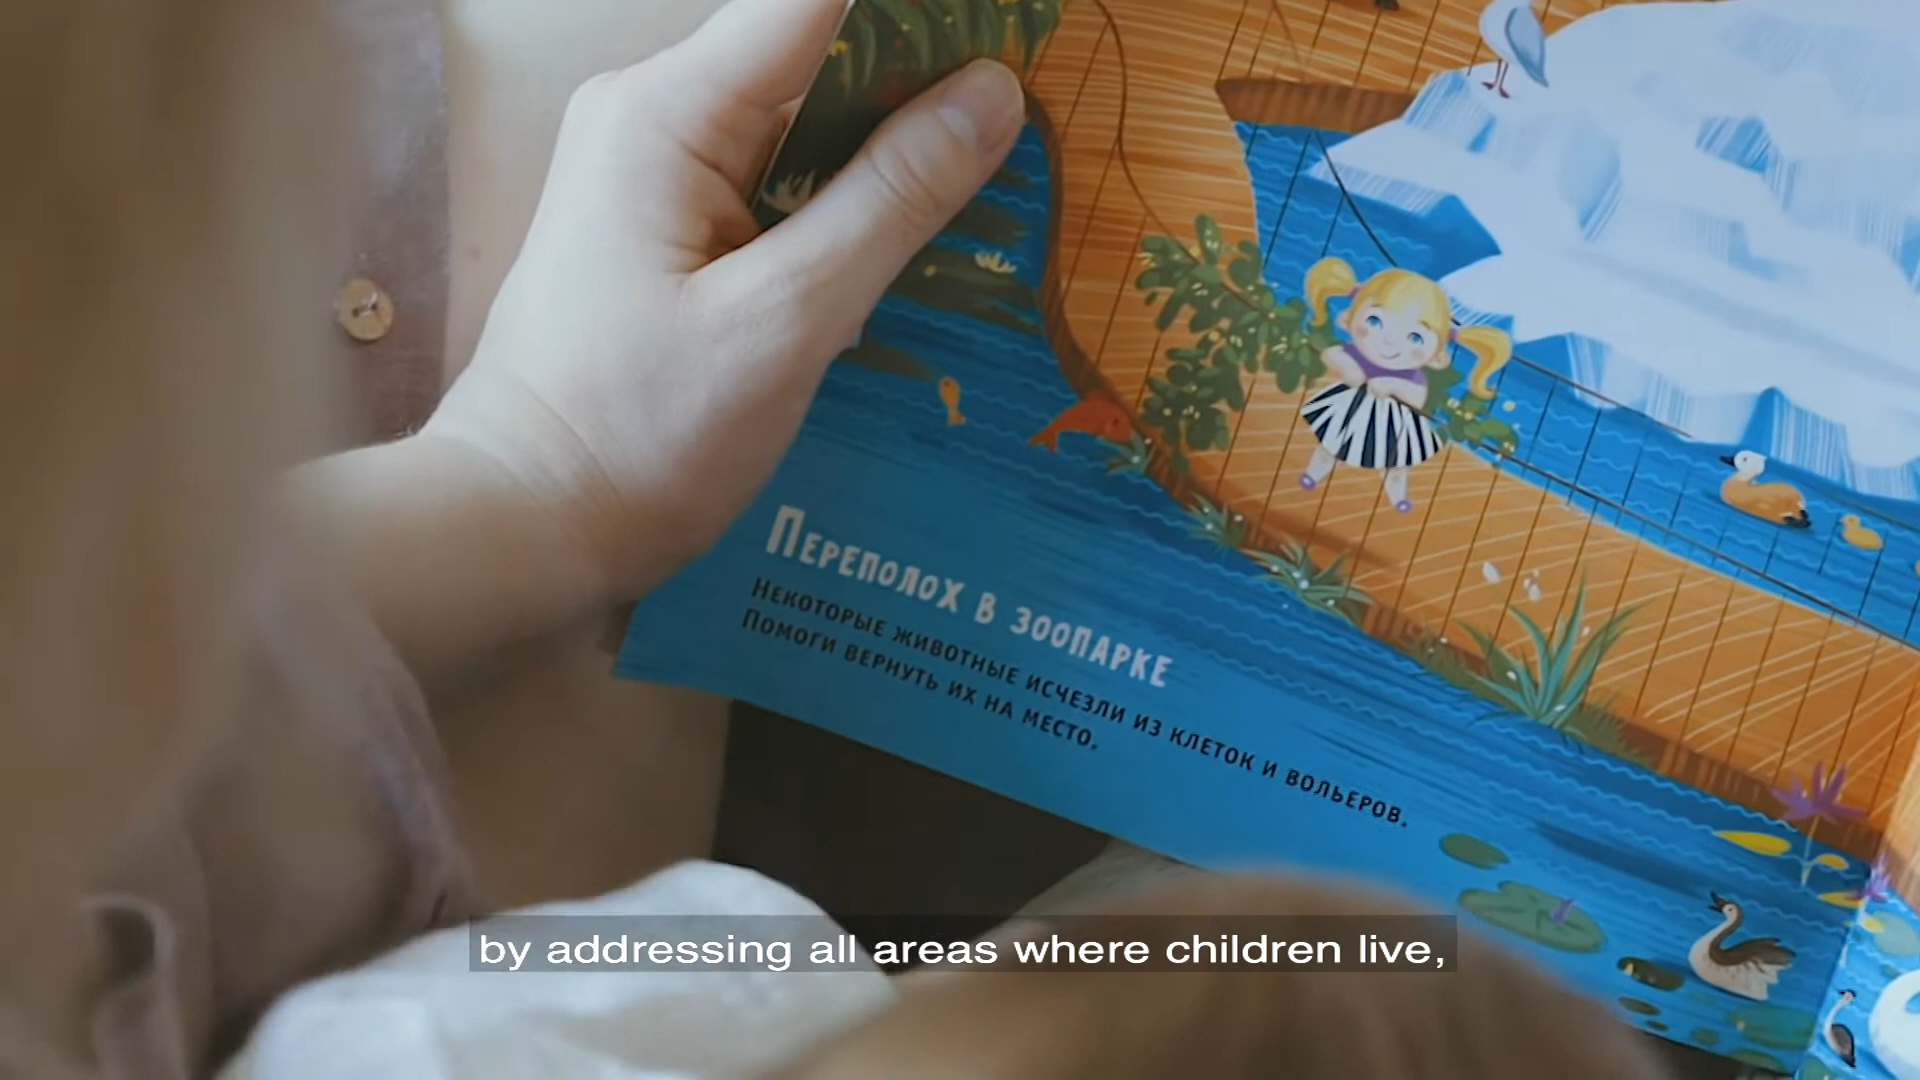 Переполох в зоопарке
Некоторые животные исчезли из клеток и вольеров.
Помоги вернуть их на место.
by addressing all areas where children live,